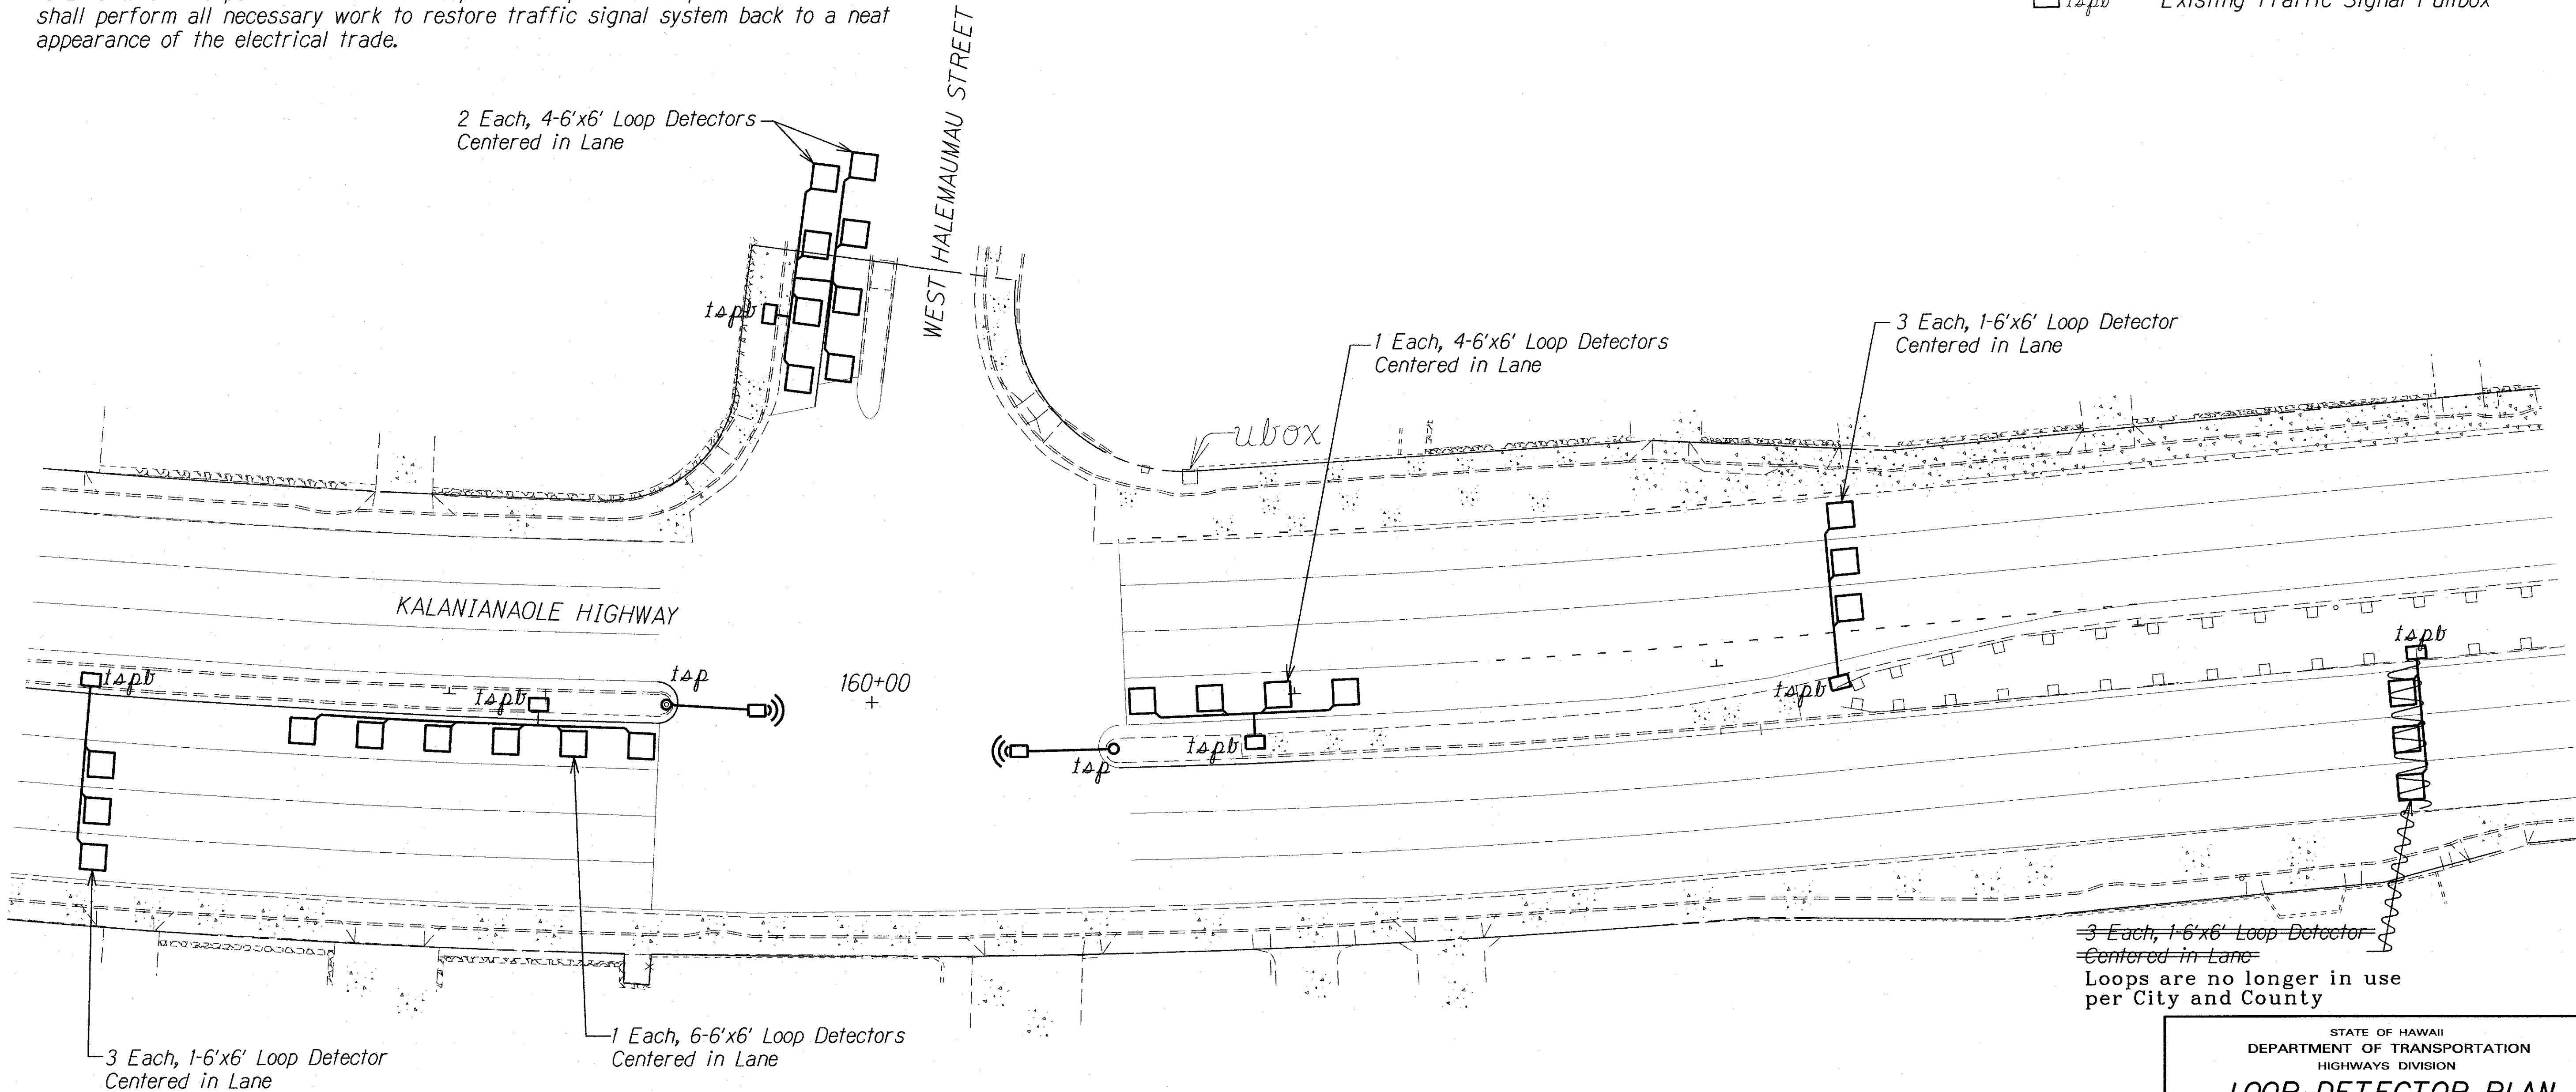 shall perform all necessary work to restore traffic signal system back to a neat
appearance of the electrical trade.
tspb Existing Traffic Signal Pullbox
2 Each, 4-6'x6' Loop Detectors
Centered in Lane
WEST HALEMAUMAU STREET
tspb
1 Each, 4-6'x6' Loop Detectors
Centered in Lane
3 Each, 1-6'x6' Loop Detector
Centered in Lane
ubox
KALANIANAOLE HIGHWAY
tspb
tspb
tsp
160+00
tsp
tspb
tspb
tspb
3 Each, 1-6'x6' Loop Detector
Centered in Lane
Loops are no longer in use
per City and County
1 Each, 6-6'x6' Loop Detectors
Centered in Lane
3 Each, 1-6'x6' Loop Detector
Centered in Lane
STATE OF HAWAII
DEPARTMENT OF TRANSPORTATION
HIGHWAYS DIVISION
LOOP DETECTOR PLAN